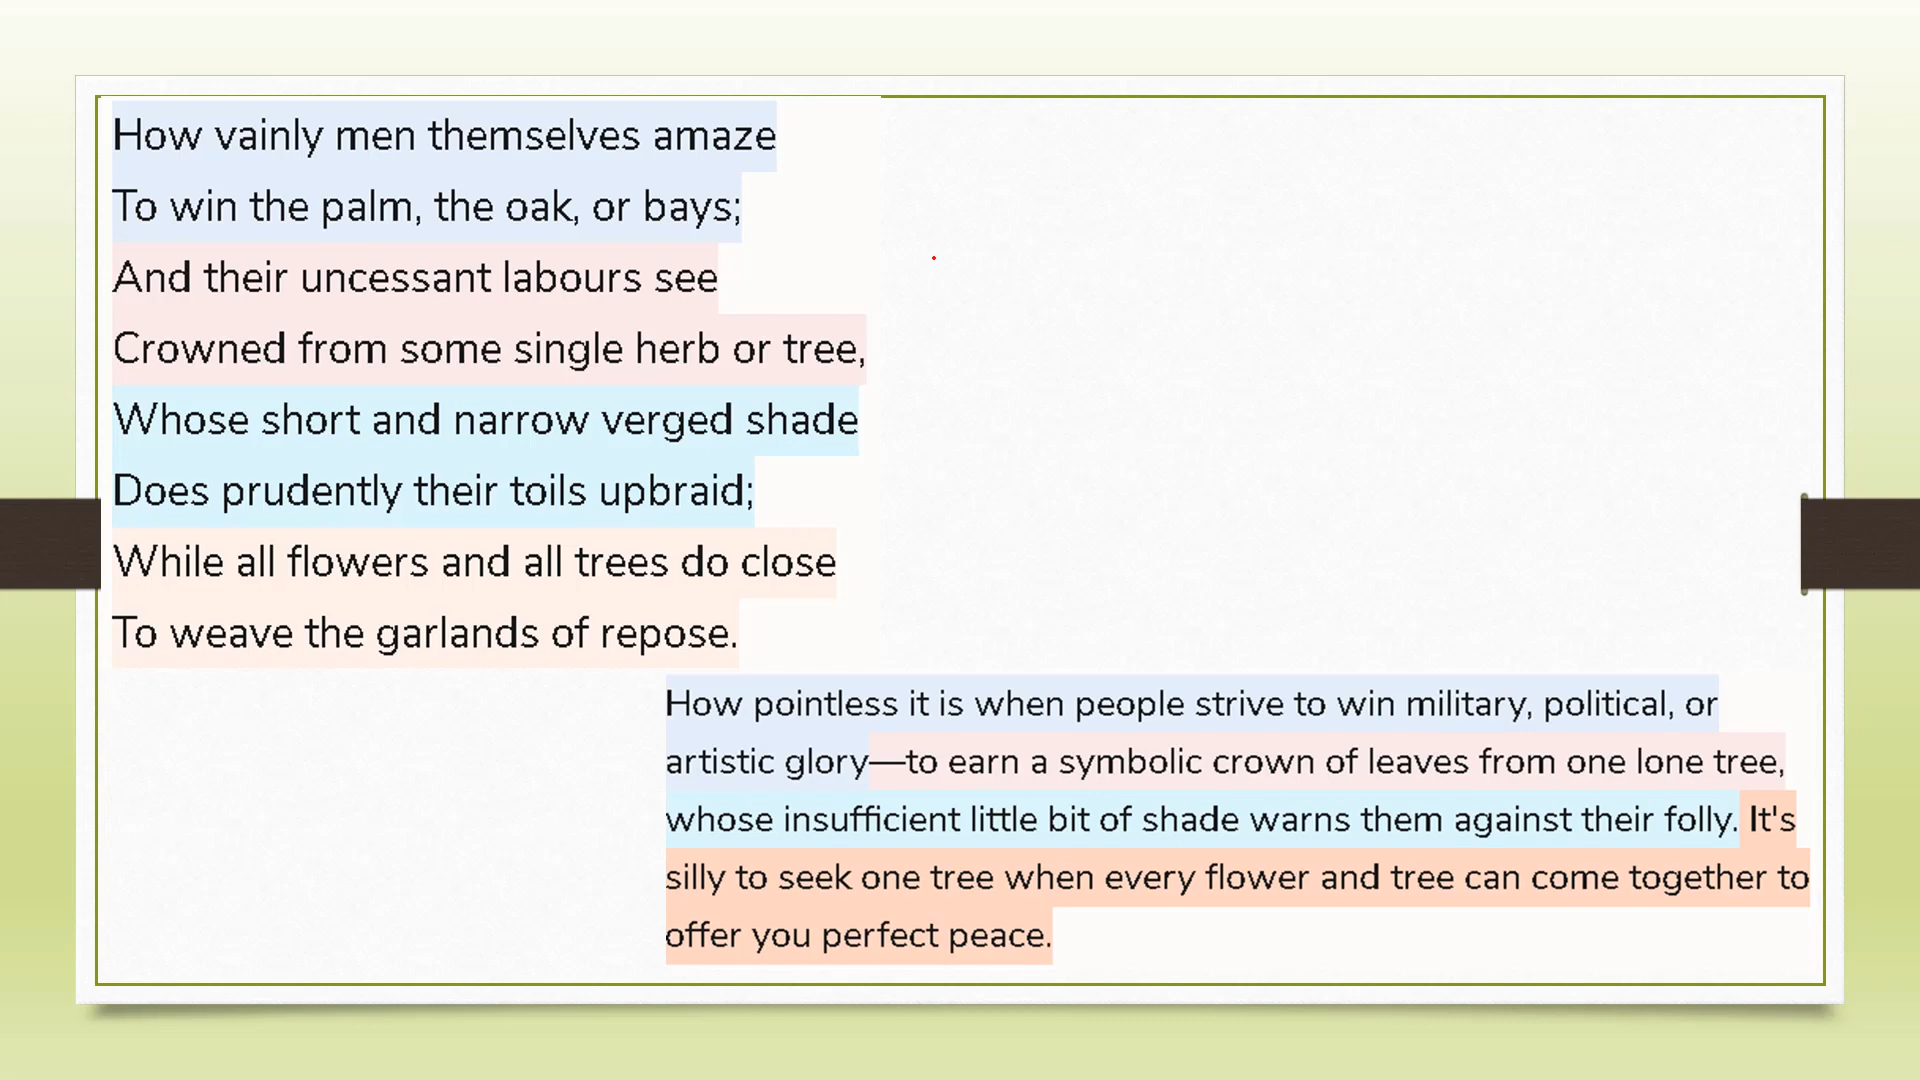 How vainly men themselves amaze
To win the palm, the oak, or bays;
And their uncessant labours see
Crowned from some single herb or tree,
Whose short and narrow verged shade
Does prudently their toils upbraid;
While all flowers and all trees do close
To weave the garlands of repose.
How pointless it is when people strive to win military, political, or
artistic glory—to earn a symbolic crown of leaves from one lone tree,
whose insufficient little bit of shade warns them against their folly. It's
silly to seek one tree when every flower and tree can come together to
offer you perfect peace.